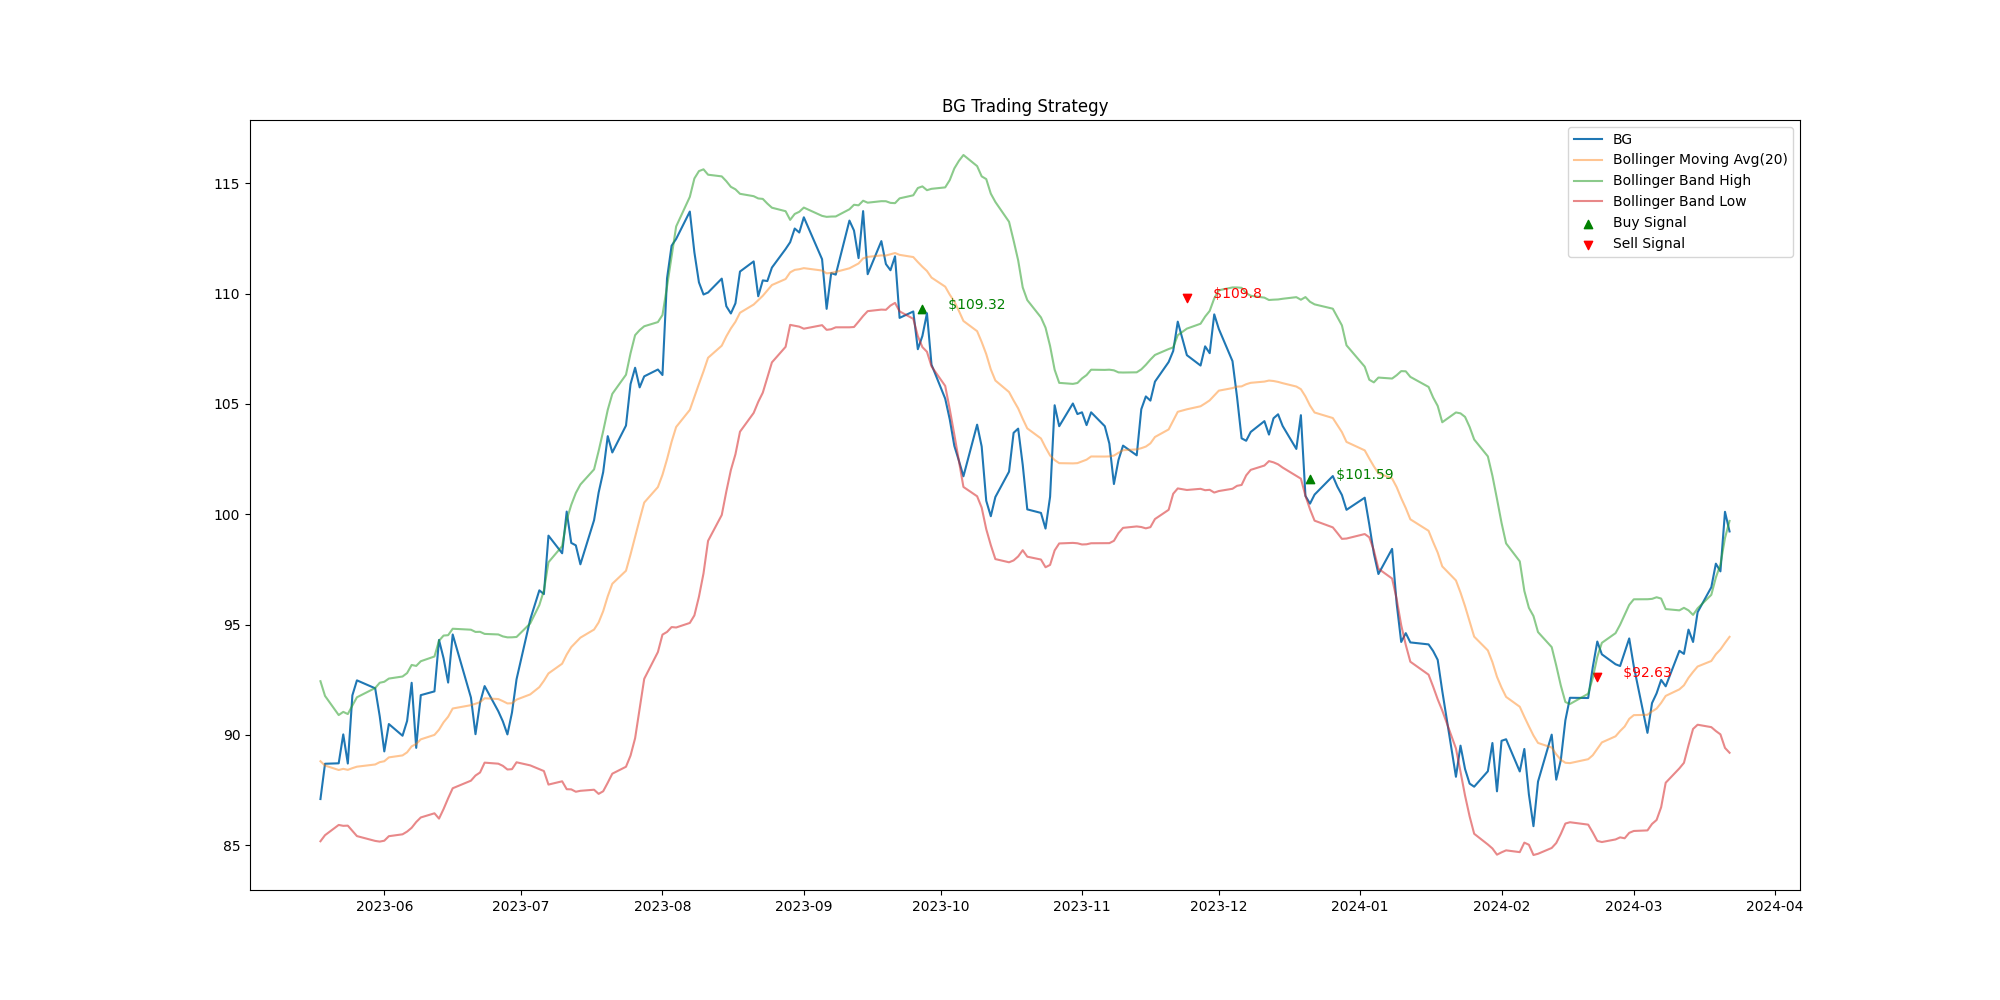 BG Trading Strategy
BG
Bollinger Moving Avg(20)
Bollinger Band High
Bollinger Band Low
Buy Signal
Sell Signal
115
110
105
100
95
90
85
$109.32
$109.8
$101.59
$92.63
2023-06 2023-07 2023-08 2023-09 2023-10 2023-11 2023-12 2024-01 2024-02 2024-03 2024-04